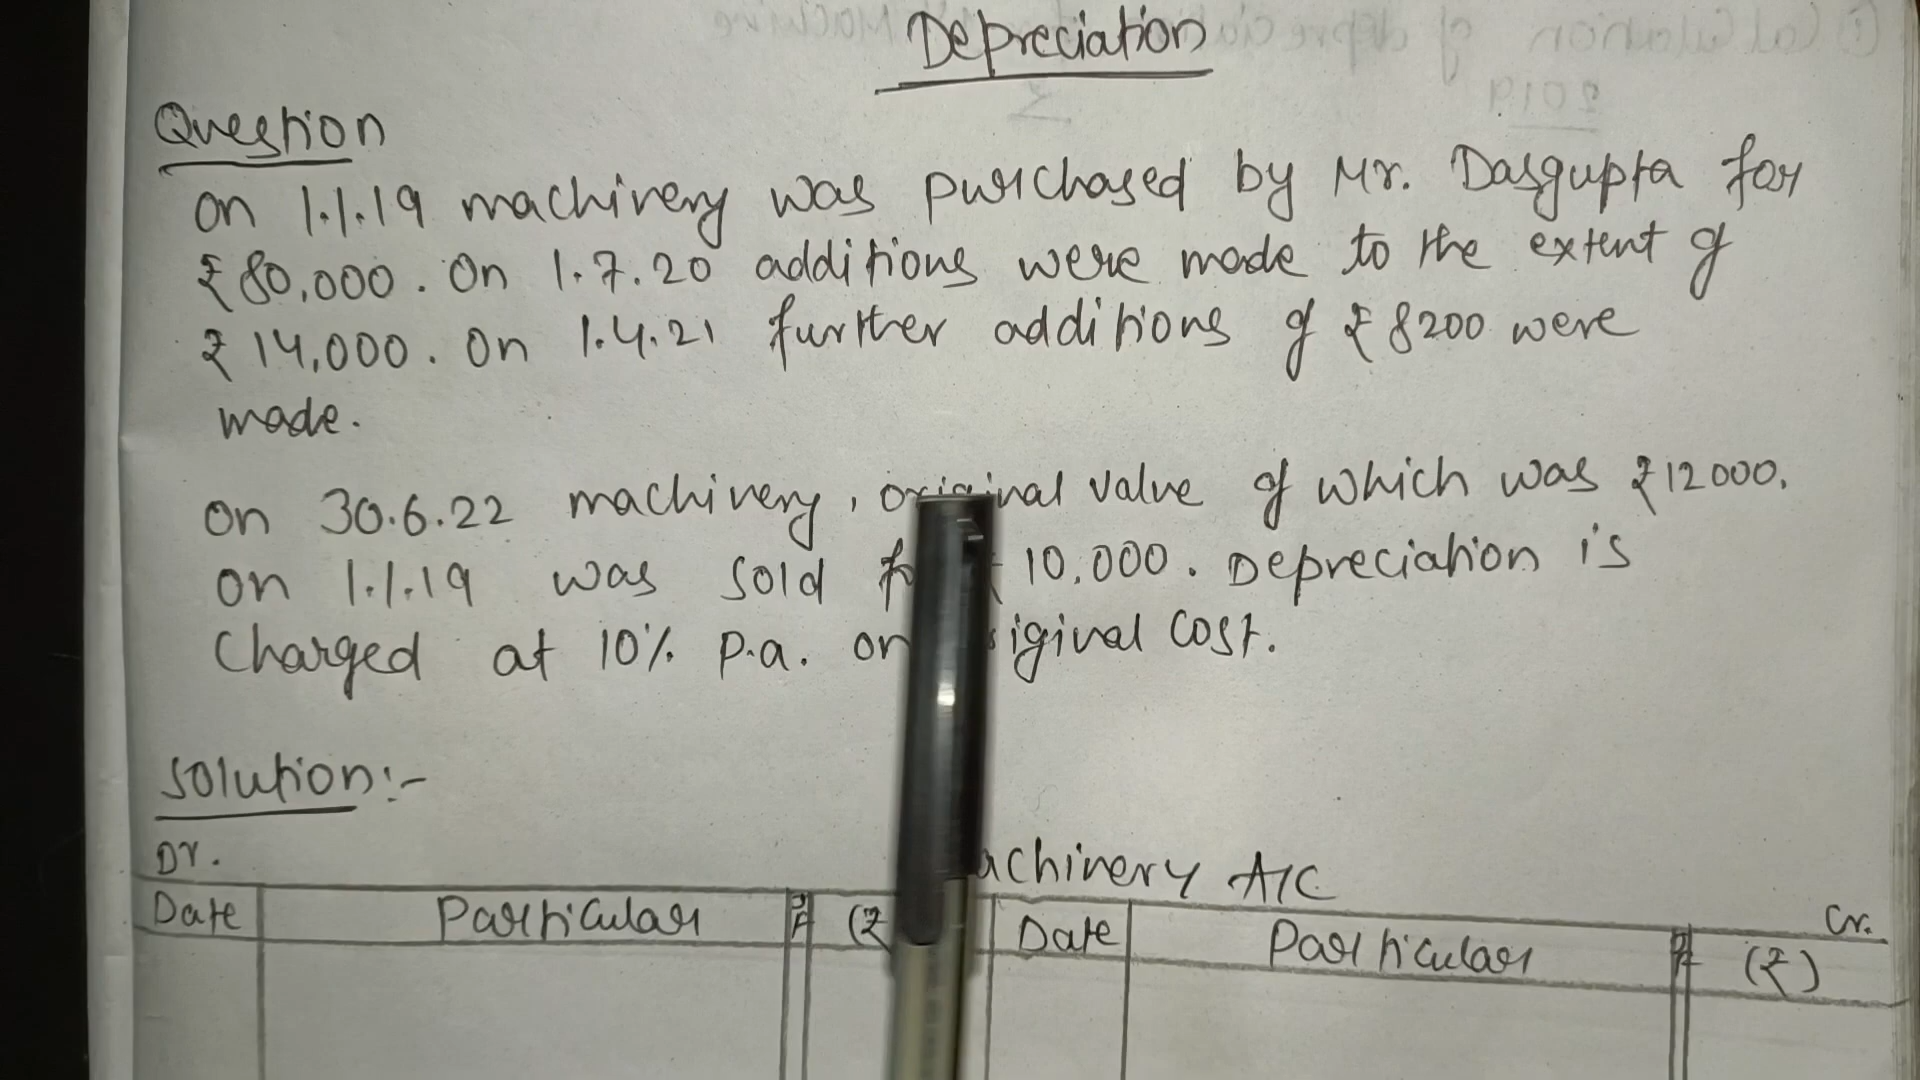 Depreciation
Question
On 1.1.19 machinery was purchased by Mr. Dasgupta for
₹80,000. On 1.7.20 additions were made to the extent of
₹14,000. On 1.4.21 further additions of ₹8200 were
made.
On 30.6.22 machinery, original value of which was ₹12000.
on 1.1.19 was sold 10,000. Depreciation is
Charged at 10% p.a. on Cost.
Solution:-
Dr. A/C
Cr.
Date Particular (₹ Date Particular (₹)